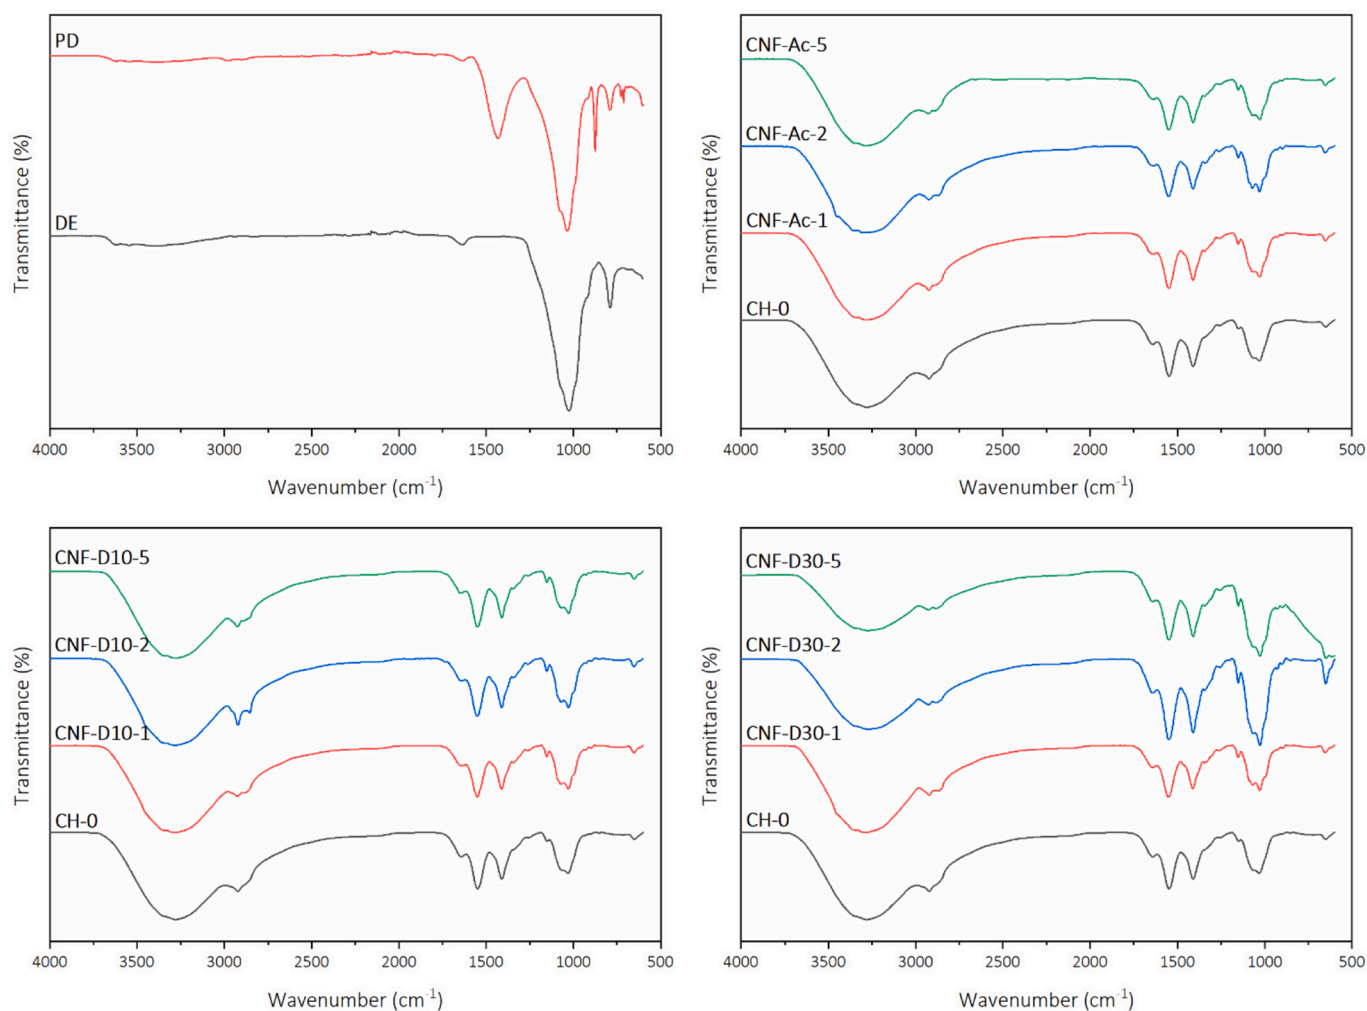 PD
DE
Transmittance (%)
4000 3500 3000 2500 2000 1500 1000 500
Wavenumber (cm⁻¹)
CNF-Ac-5
CNF-Ac-2
CNF-Ac-1
CH-0
Transmittance (%)
4000 3500 3000 2500 2000 1500 1000 500
Wavenumber (cm⁻¹)
CNF-D10-5
CNF-D10-2
CNF-D10-1
CH-0
Transmittance (%)
4000 3500 3000 2500 2000 1500 1000 500
Wavenumber (cm⁻¹)
CNF-D30-5
CNF-D30-2
CNF-D30-1
CH-0
Transmittance (%)
4000 3500 3000 2500 2000 1500 1000 500
Wavenumber (cm⁻¹)